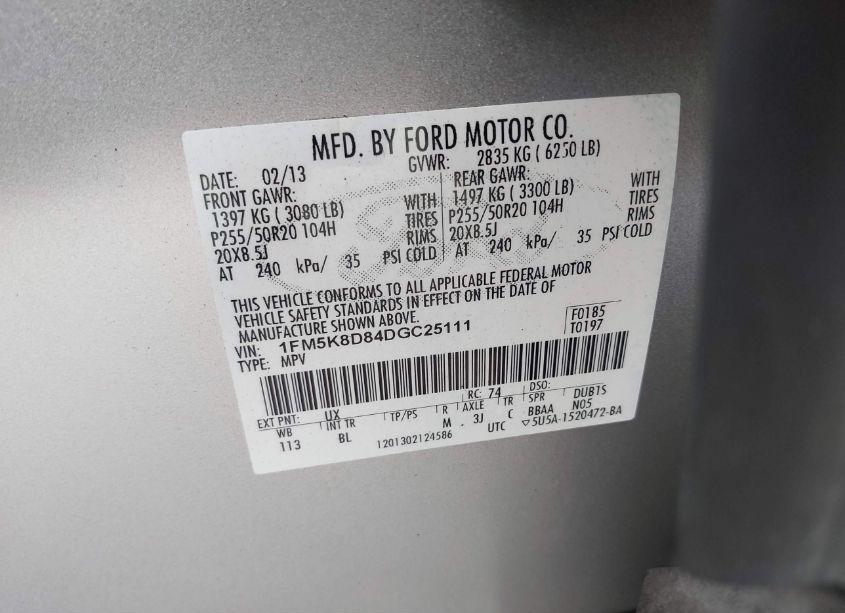 MFD. BY FORD MOTOR CO.
DATE: 02/13 GVWR: 2835 KG ( 6250 LB)
FRONT GAWR: REAR GAWR:
1397 KG ( 3080 LB) WITH 1497 KG ( 3300 LB) WITH
P255/50R20 104H TIRES P255/50R20 104H TIRES
20X8.5J RIMS 20X8.5J RIMS
AT 240 kPa/ 35 PSI COLD AT 240 kPa/ 35 PSI COLD
THIS VEHICLE CONFORMS TO ALL APPLICABLE FEDERAL MOTOR
VEHICLE SAFETY STANDARDS IN EFFECT ON THE DATE OF
MANUFACTURE SHOWN ABOVE.
F0185
T0197
VIN: 1FM5K8D84DGC25111
TYPE: MPV
EXT PNT: UX RC: 74 DSO:
WB INT TR TP/PS R AXLE TR SPR DUB1S
113 BL M . 3J C BBAA N05
1201302124586 UTC ▽5U5A-1520472-BA